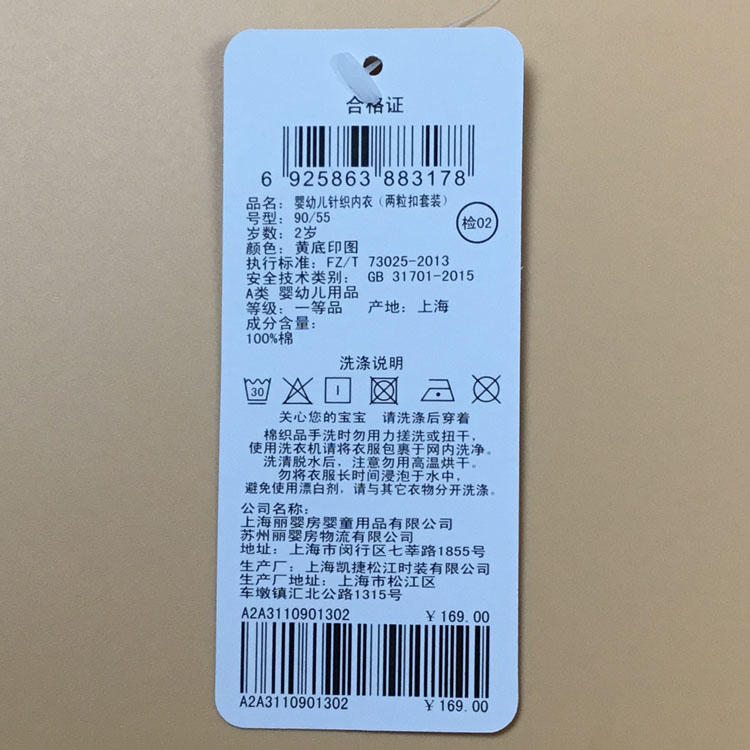 合格证
6 925863 883178
品名：婴幼儿针织内衣（两粒扣套装）
号型：90/55
检02
岁数：2岁
颜色：黄底印图
执行标准：FZ/T 73025-2013
安全技术类别： GB 31701-2015
A类 婴幼儿用品
等级：一等品 产地：上海
成分含量：
100%棉
洗涤说明
30
关心您的宝宝 请洗涤后穿着
棉织品手洗时勿用力搓洗或扭干，
使用洗衣机请将衣服包裹于网内洗净。
洗清脱水后，注意勿用高温烘干。
勿将衣服长时间浸泡于水中，
避免使用漂白剂，请与其它衣物分开洗涤。
公司名称：
上海丽婴房婴童用品有限公司
苏州丽婴房物流有限公司
地址：上海市闵行区七莘路1855号
生产厂：上海凯捷松江时装有限公司
生产厂地址：上海市松江区
车墩镇汇北公路1315号
A2A3110901302 ￥169.00
A2A3110901302 ￥169.00